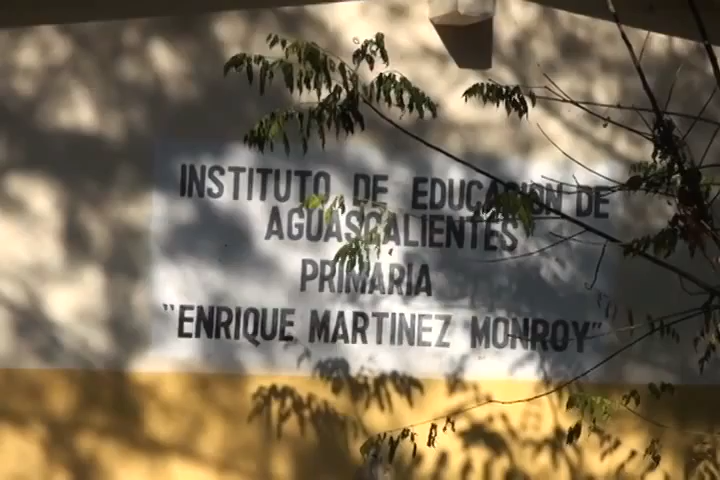 INSTITUTO DE EDUCACION DE
AGUASCALIENTES
PRIMARIA
"ENRIQUE MARTINEZ MONROY"